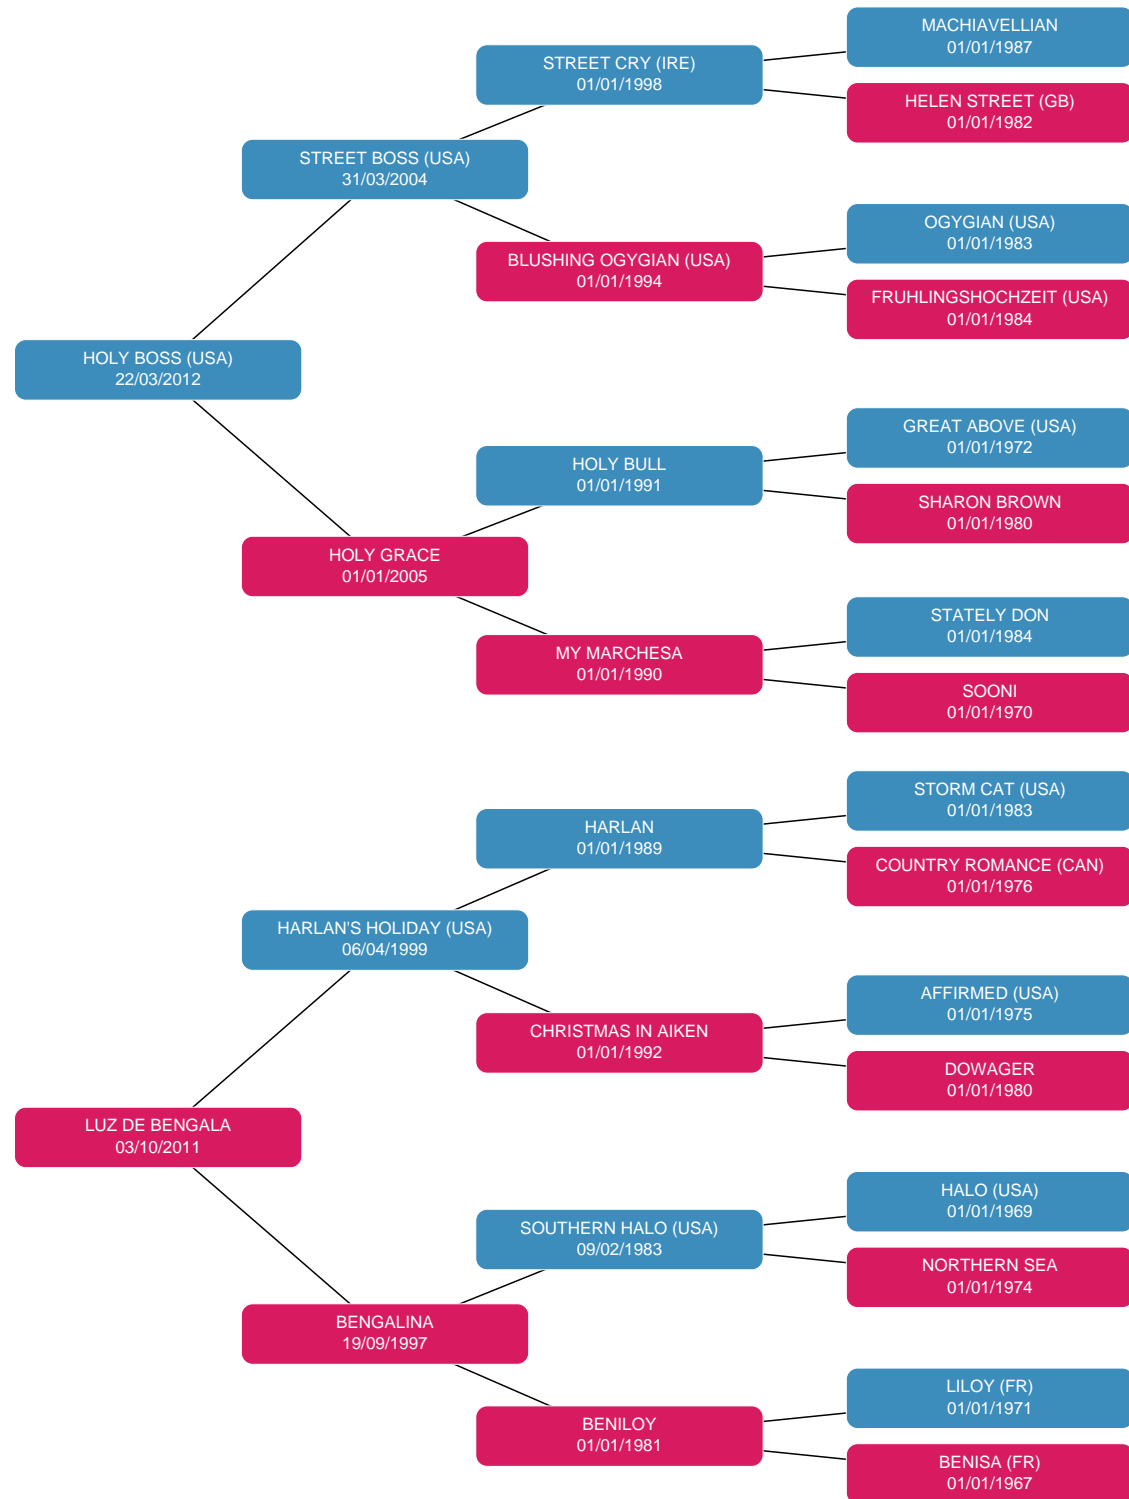 MACHIAVELLIAN
01/01/1987
STREET CRY (IRE)
01/01/1998
HELEN STREET (GB)
01/01/1982
STREET BOSS (USA)
31/03/2004
OGYGIAN (USA)
01/01/1983
BLUSHING OGYGIAN (USA)
01/01/1994
FRUHLINGSHOCHZEIT (USA)
01/01/1984
HOLY BOSS (USA)
22/03/2012
GREAT ABOVE (USA)
01/01/1972
HOLY BULL
01/01/1991
SHARON BROWN
01/01/1980
HOLY GRACE
01/01/2005
STATELY DON
01/01/1984
MY MARCHESA
01/01/1990
SOONI
01/01/1970
STORM CAT (USA)
01/01/1983
HARLAN
01/01/1989
COUNTRY ROMANCE (CAN)
01/01/1976
HARLAN'S HOLIDAY (USA)
06/04/1999
AFFIRMED (USA)
01/01/1975
CHRISTMAS IN AIKEN
01/01/1992
DOWAGER
01/01/1980
LUZ DE BENGALA
03/10/2011
HALO (USA)
01/01/1969
SOUTHERN HALO (USA)
09/02/1983
NORTHERN SEA
01/01/1974
BENGALINA
19/09/1997
LILOY (FR)
01/01/1971
BENILOY
01/01/1981
BENISA (FR)
01/01/1967